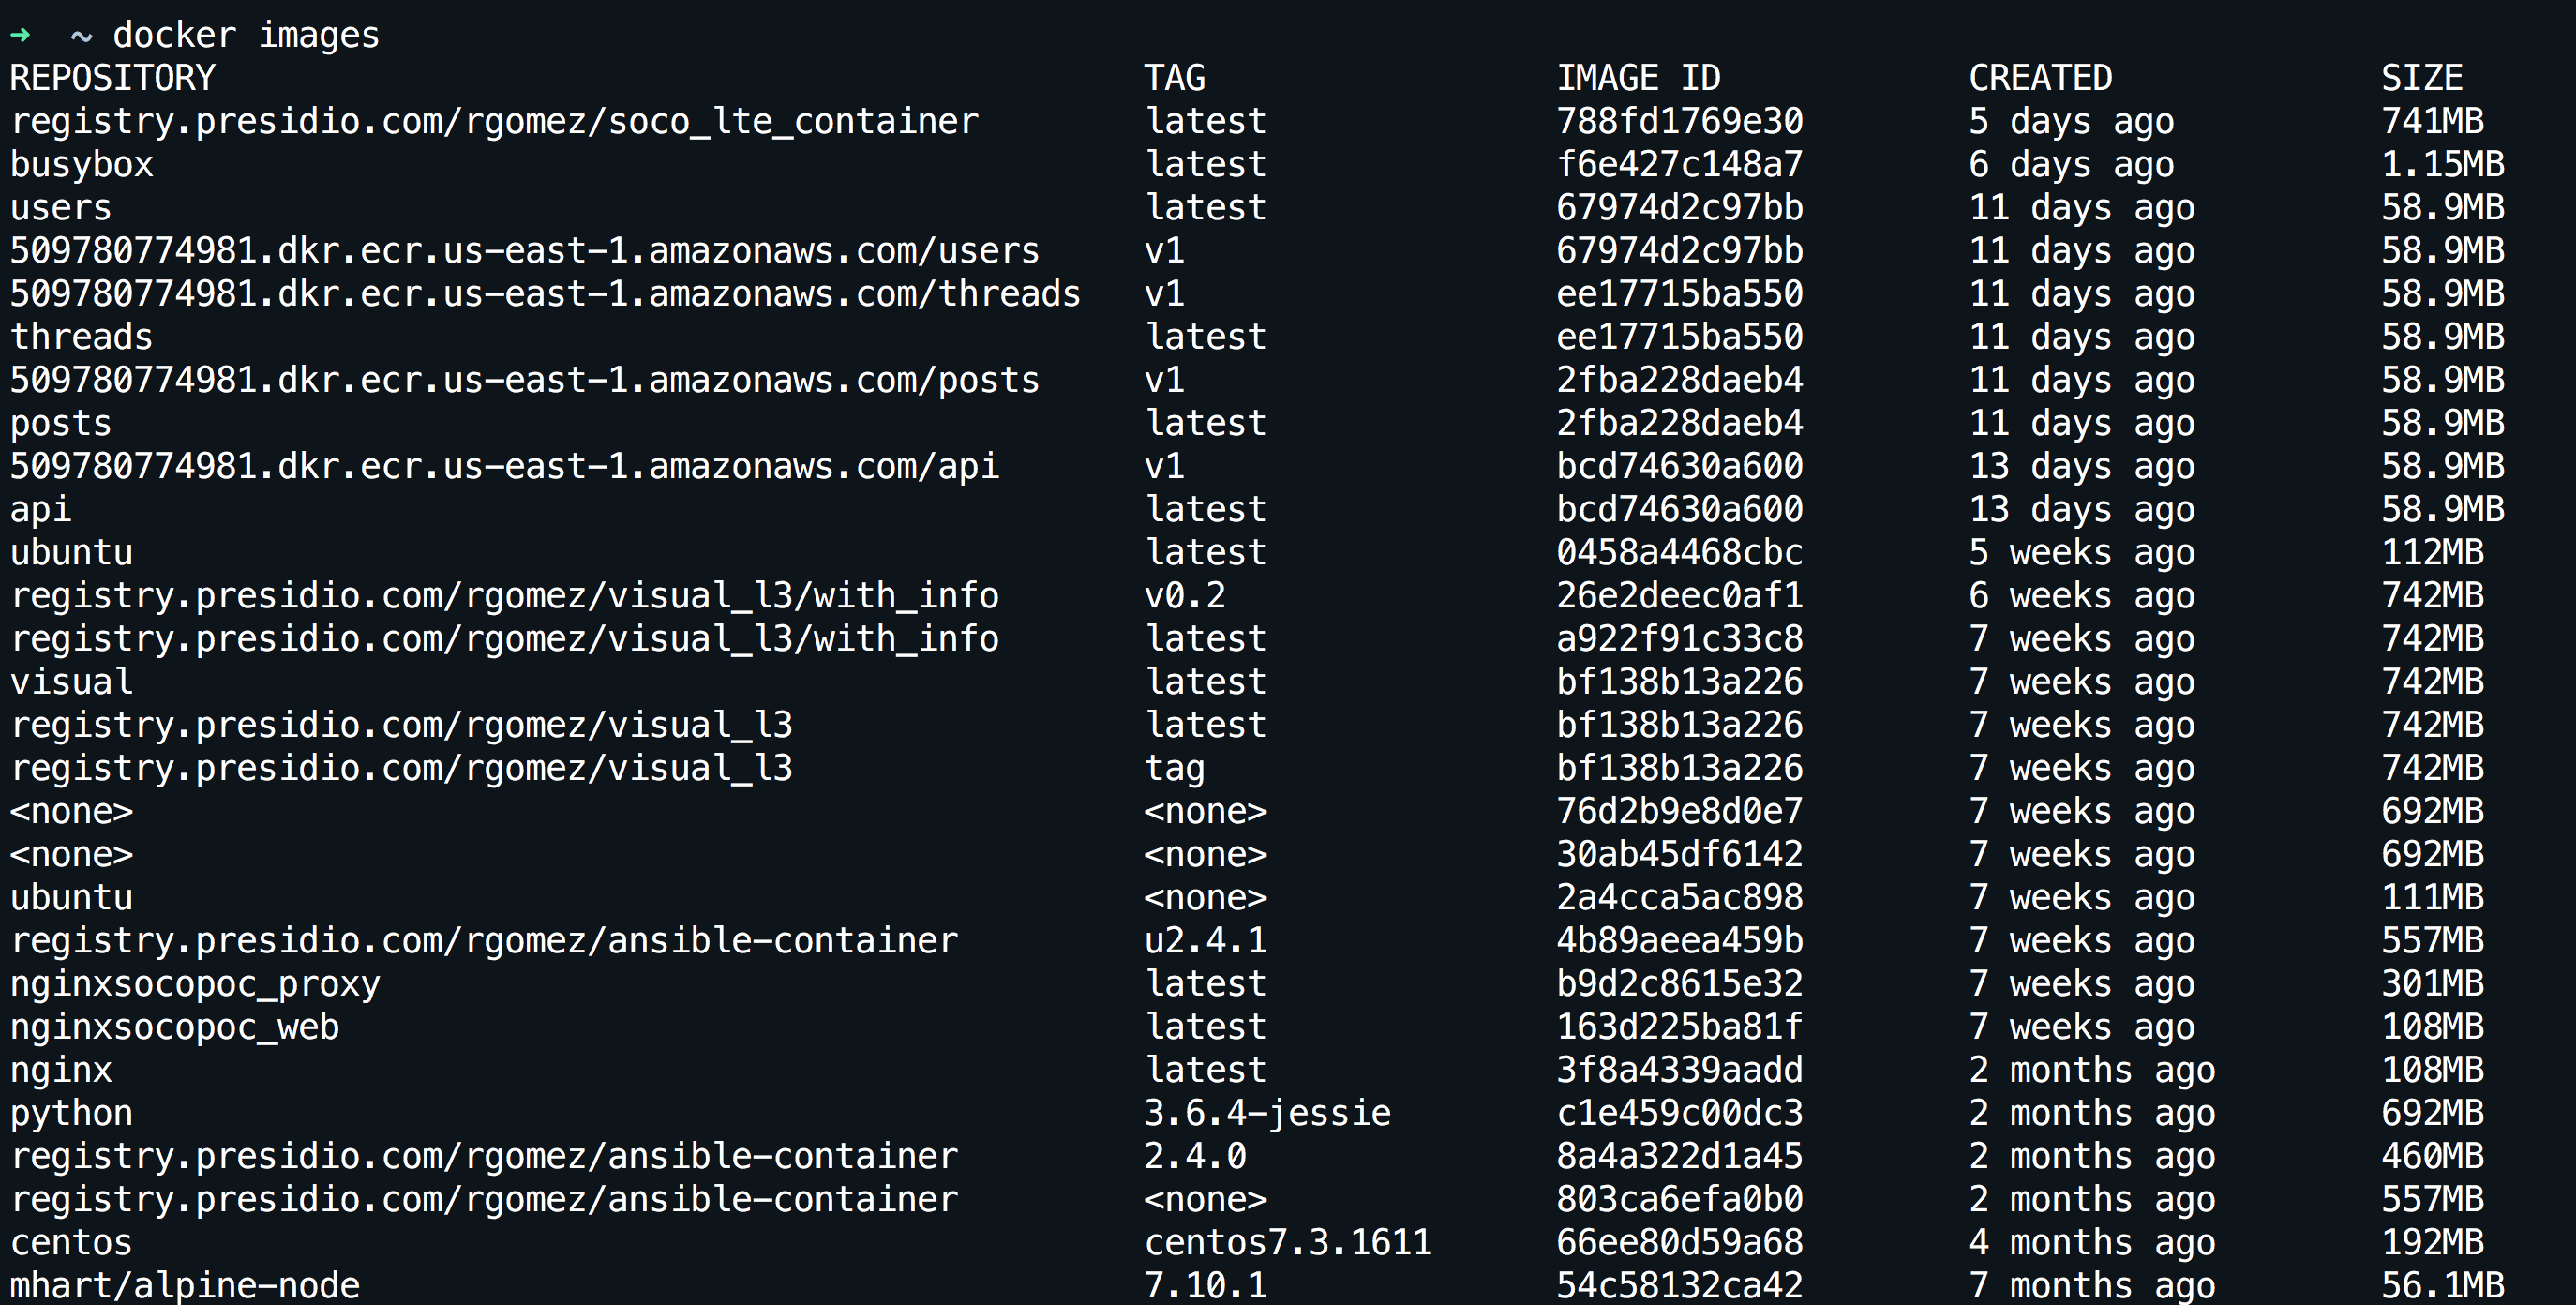 ➜  ~ docker images
REPOSITORY TAG IMAGE ID CREATED SIZE
registry.presidio.com/rgomez/soco_lte_container latest 788fd1769e30 5 days ago 741MB
busybox latest f6e427c148a7 6 days ago 1.15MB
users latest 67974d2c97bb 11 days ago 58.9MB
509780774981.dkr.ecr.us-east-1.amazonaws.com/users v1 67974d2c97bb 11 days ago 58.9MB
509780774981.dkr.ecr.us-east-1.amazonaws.com/threads v1 ee17715ba550 11 days ago 58.9MB
threads latest ee17715ba550 11 days ago 58.9MB
509780774981.dkr.ecr.us-east-1.amazonaws.com/posts v1 2fba228daeb4 11 days ago 58.9MB
posts latest 2fba228daeb4 11 days ago 58.9MB
509780774981.dkr.ecr.us-east-1.amazonaws.com/api v1 bcd74630a600 13 days ago 58.9MB
api latest bcd74630a600 13 days ago 58.9MB
ubuntu latest 0458a4468cbc 5 weeks ago 112MB
registry.presidio.com/rgomez/visual_l3/with_info v0.2 26e2deec0af1 6 weeks ago 742MB
registry.presidio.com/rgomez/visual_l3/with_info latest a922f91c33c8 7 weeks ago 742MB
visual latest bf138b13a226 7 weeks ago 742MB
registry.presidio.com/rgomez/visual_l3 latest bf138b13a226 7 weeks ago 742MB
registry.presidio.com/rgomez/visual_l3 tag bf138b13a226 7 weeks ago 742MB
<none> <none> 76d2b9e8d0e7 7 weeks ago 692MB
<none> <none> 30ab45df6142 7 weeks ago 692MB
ubuntu <none> 2a4cca5ac898 7 weeks ago 111MB
registry.presidio.com/rgomez/ansible-container u2.4.1 4b89aeea459b 7 weeks ago 557MB
nginxsocopoc_proxy latest b9d2c8615e32 7 weeks ago 301MB
nginxsocopoc_web latest 163d225ba81f 7 weeks ago 108MB
nginx latest 3f8a4339aadd 2 months ago 108MB
python 3.6.4-jessie c1e459c00dc3 2 months ago 692MB
registry.presidio.com/rgomez/ansible-container 2.4.0 8a4a322d1a45 2 months ago 460MB
registry.presidio.com/rgomez/ansible-container <none> 803ca6efa0b0 2 months ago 557MB
centos centos7.3.1611 66ee80d59a68 4 months ago 192MB
mhart/alpine-node 7.10.1 54c58132ca42 7 months ago 56.1MB